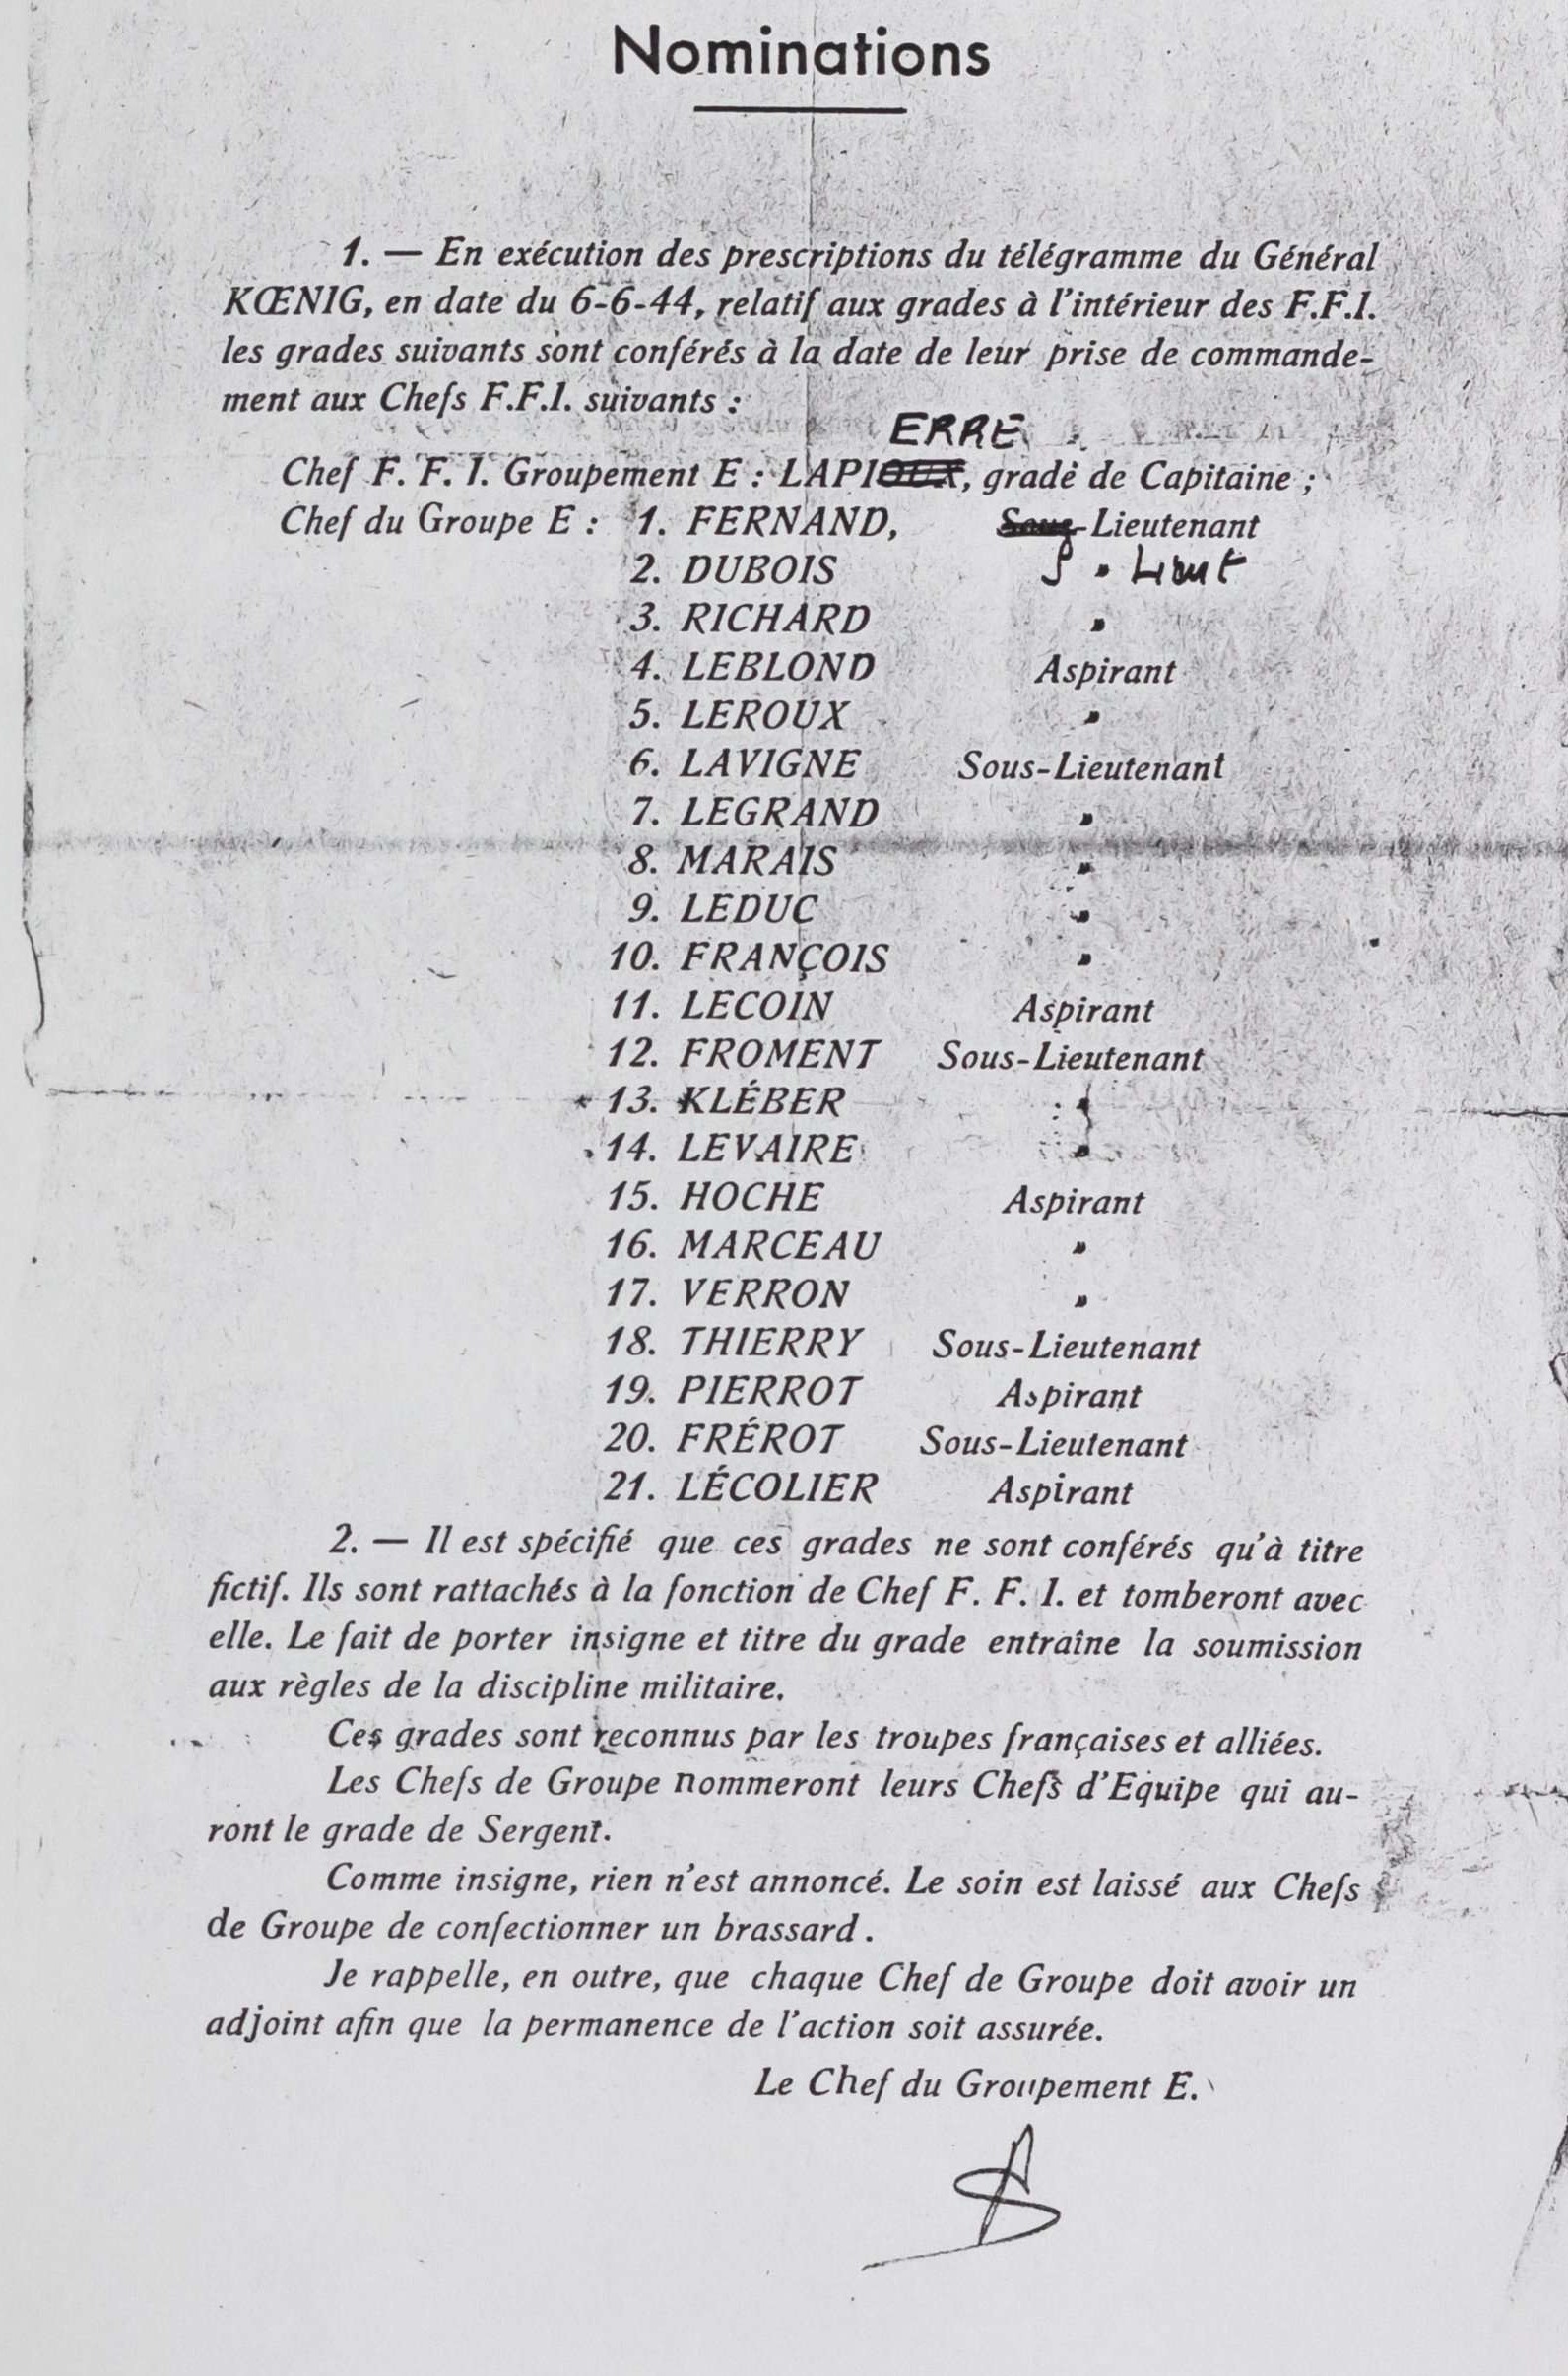 Nominations
1. — En exécution des prescriptions du télégramme du Général
KŒNIG, en date du 6-6-44, relatif aux grades à l'intérieur des F.F.I.
les grades suivants sont conférés à la date de leur prise de commande-
ment aux Chefs F.F.I. suivants :
ERRE
Chef F. F. I. Groupement E : LAPIOUX, grade de Capitaine ;
Chef du Groupe E : 1. FERNAND, Sous-Lieutenant
2. DUBOIS S " Lieut
3. RICHARD "
4. LEBLOND Aspirant
5. LEROUX "
6. LAVIGNE Sous-Lieutenant
7. LEGRAND "
8. MARAIS "
9. LEDUC "
10. FRANÇOIS "
11. LECOIN Aspirant
12. FROMENT Sous-Lieutenant
13. KLÉBER "
14. LEVAIRE "
15. HOCHE Aspirant
16. MARCEAU "
17. VERRON "
18. THIERRY Sous-Lieutenant
19. PIERROT Aspirant
20. FRÉROT Sous-Lieutenant
21. LÉCOLIER Aspirant
2. — Il est spécifié que ces grades ne sont conférés qu'à titre
fictif. Ils sont rattachés à la fonction de Chef F. F. I. et tomberont avec
elle. Le fait de porter insigne et titre du grade entraîne la soumission
aux règles de la discipline militaire.
Ces grades sont reconnus par les troupes françaises et alliées.
Les Chefs de Groupe nommeront leurs Chefs d'Equipe qui au-
ront le grade de Sergent.
Comme insigne, rien n'est annoncé. Le soin est laissé aux Chefs
de Groupe de confectionner un brassard .
Je rappelle, en outre, que chaque Chef de Groupe doit avoir un
adjoint afin que la permanence de l'action soit assurée.
Le Chef du Groupement E.